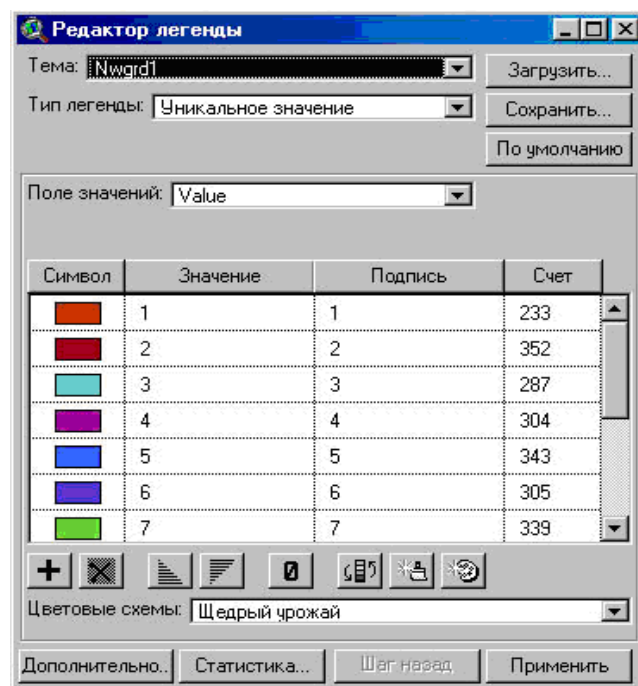 Редактор легенды
Тема: Nwgrd1
Загрузить...
Тип легенды: Уникальное значение
Сохранить...
По умолчанию
Поле значений: Value
Символ Значение Подпись Счет
1 1 233
2 2 352
3 3 287
4 4 304
5 5 343
6 6 305
7 7 339
0
Цветовые схемы: Щедрый урожай
Дополнительно.. Статистика... Шаг назад Применить